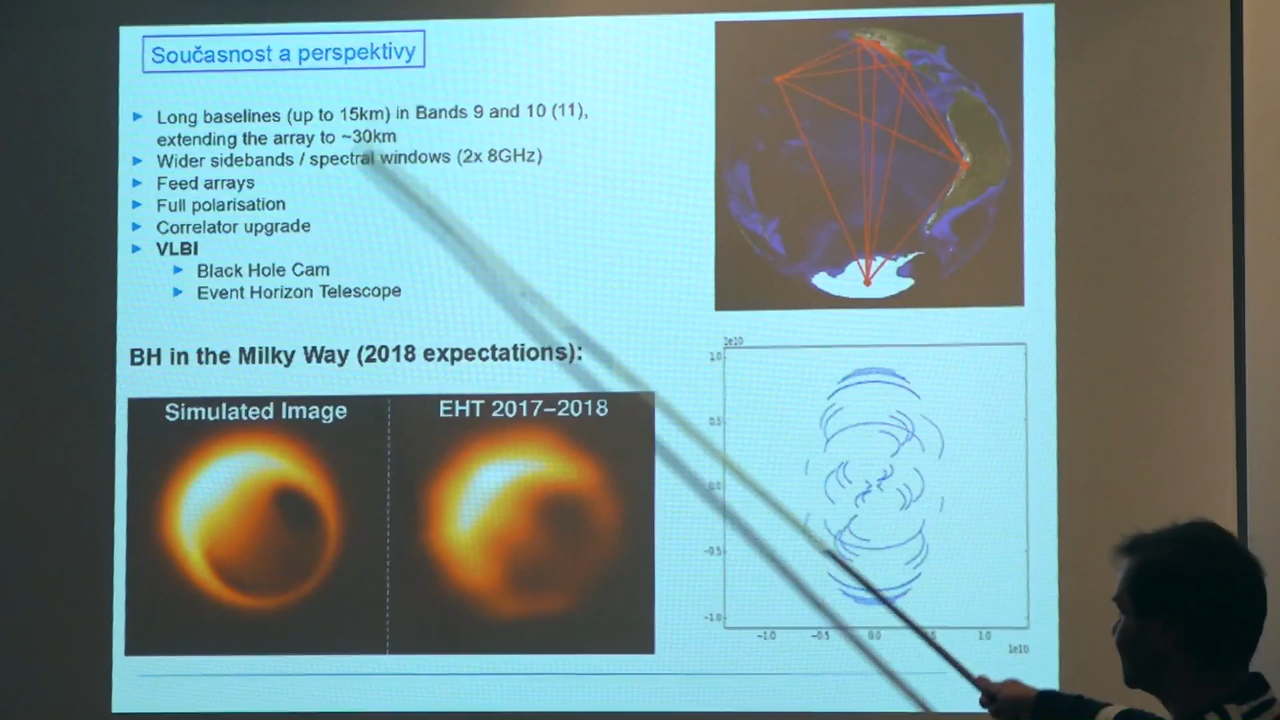 Současnost a perspektivy
Long baselines (up to 15km) in Bands 9 and 10 (11),
extending the array to ~30km
Wider sidebands / spectral windows (2x 8GHz)
Feed arrays
Full polarisation
Correlator upgrade
VLBI
Black Hole Cam
Event Horizon Telescope
BH in the Milky Way (2018 expectations):
Simulated Image
EHT 2017–2018
1e10
1.0
0.5
0.0
-0.5
-1.0
-1.0 -0.5 0.0 1.0
1e10